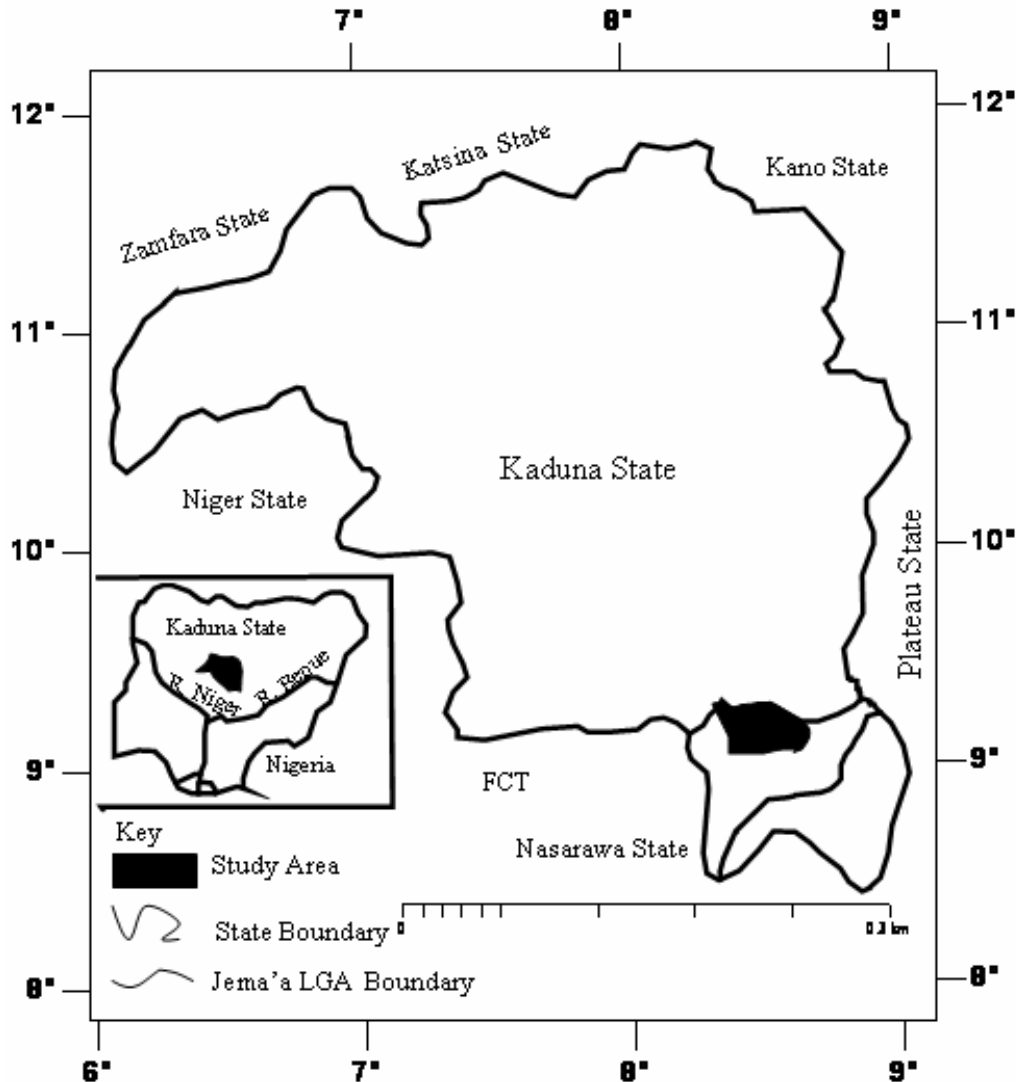 7° 8° 9°
12° 12°
Katsina State
Kano State
Zamfara State
11° 11°
Kaduna State
Niger State
10° 10°
Plateau State
Kaduna State
R. Niger
R. Benue
Nigeria
9° 9°
FCT
Nasarawa State
Key
Study Area
State Boundary
0
km
Jema'a LGA Boundary
8° 8°
6° 7° 8° 9°